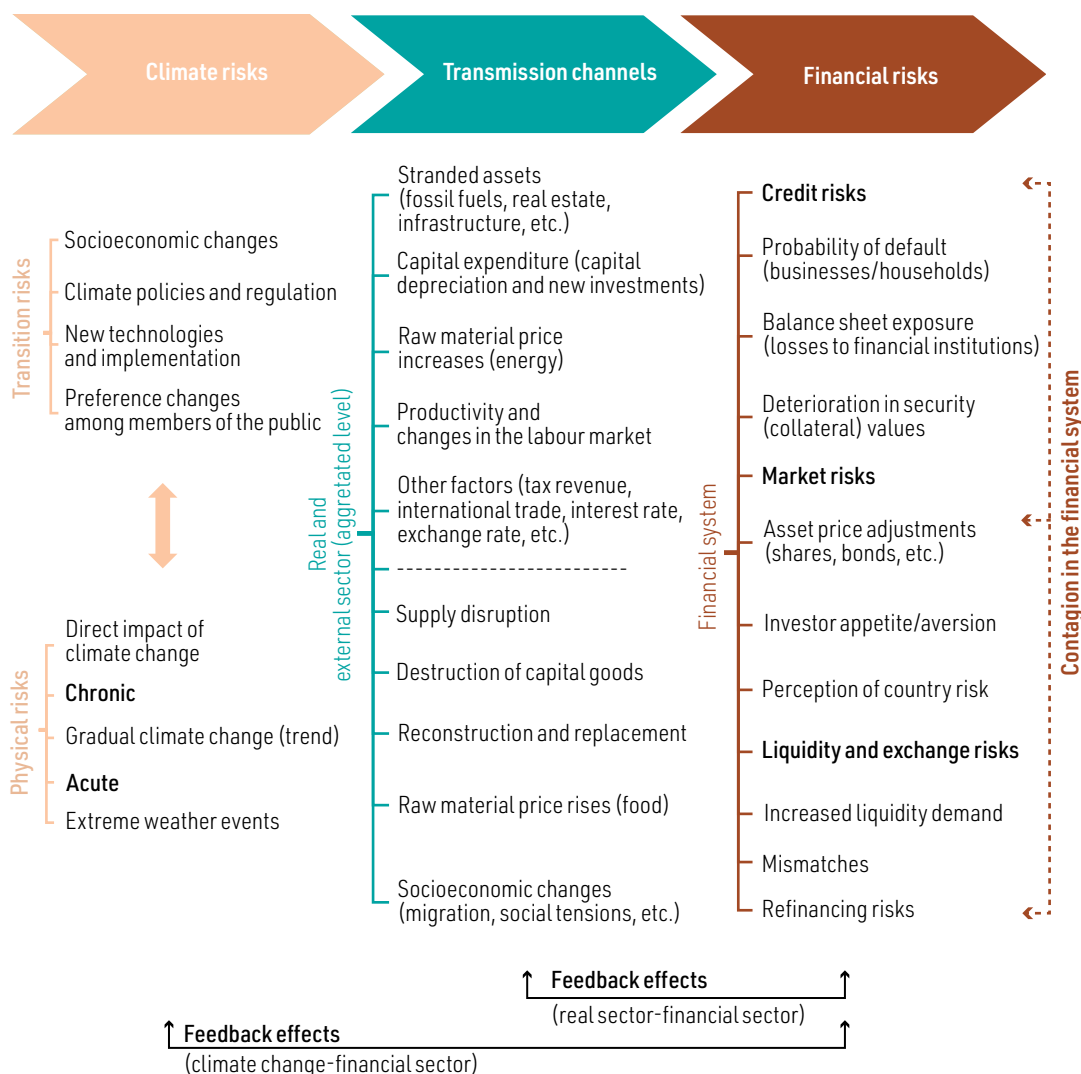 Climate risks
Transmission channels
Financial risks
Transition risks
Socioeconomic changes
Climate policies and regulation
New technologies
and implementation
Preference changes
among members of the public
Physical risks
Direct impact of
climate change
Chronic
Gradual climate change (trend)
Acute
Extreme weather events
Real and
external sector (aggretated level)
Stranded assets
(fossil fuels, real estate,
infrastructure, etc.)
Capital expenditure (capital
depreciation and new investments)
Raw material price
increases (energy)
Productivity and
changes in the labour market
Other factors (tax revenue,
international trade, interest rate,
exchange rate, etc.)
Supply disruption
Destruction of capital goods
Reconstruction and replacement
Raw material price rises (food)
Socioeconomic changes
(migration, social tensions, etc.)
Financial system
Credit risks
Probability of default
(businesses/households)
Balance sheet exposure
(losses to financial institutions)
Deterioration in security
(collateral) values
Market risks
Asset price adjustments
(shares, bonds, etc.)
Investor appetite/aversion
Perception of country risk
Liquidity and exchange risks
Increased liquidity demand
Mismatches
Refinancing risks
Contagion in the financial system
Feedback effects
(real sector-financial sector)
Feedback effects
(climate change-financial sector)